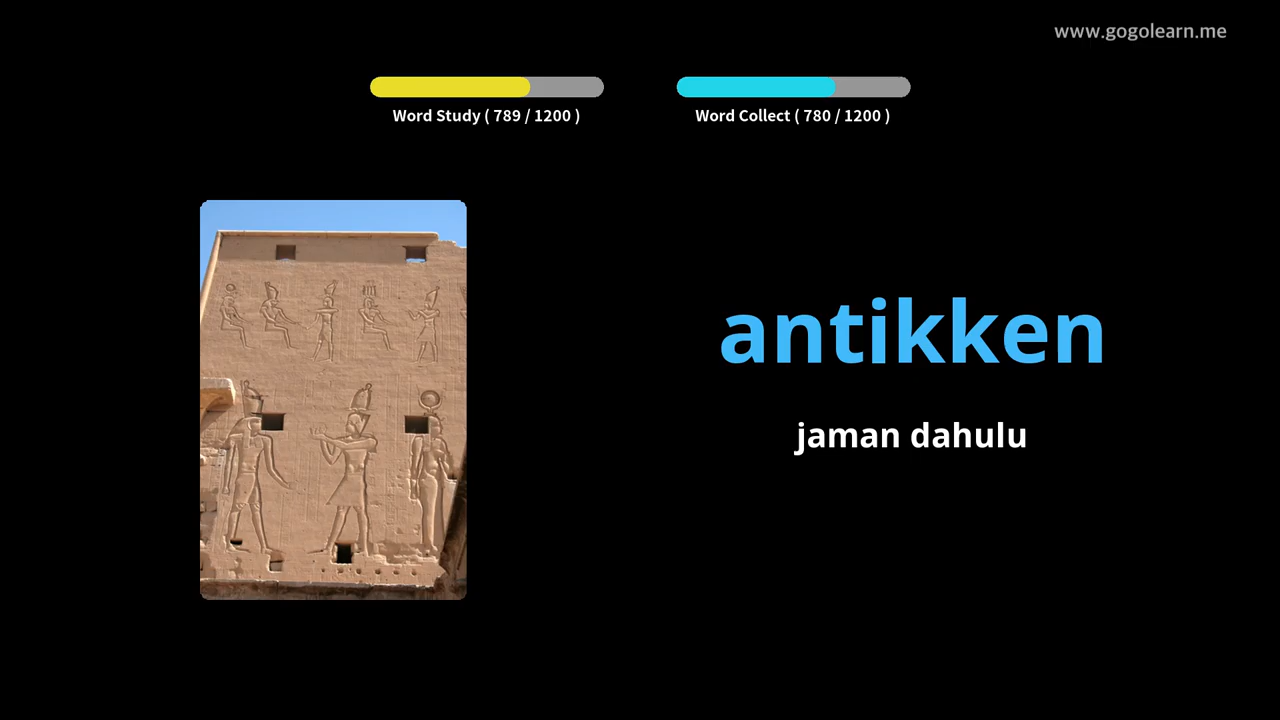 www.gogolearn.me
Word Study ( 789 / 1200 )
Word Collect ( 780 / 1200 )
antikken
jaman dahulu